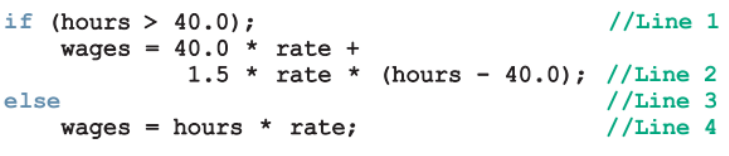 if (hours > 40.0); //Line 1
    wages = 40.0 * rate +
            1.5 * rate * (hours - 40.0); //Line 2
else //Line 3
    wages = hours * rate; //Line 4